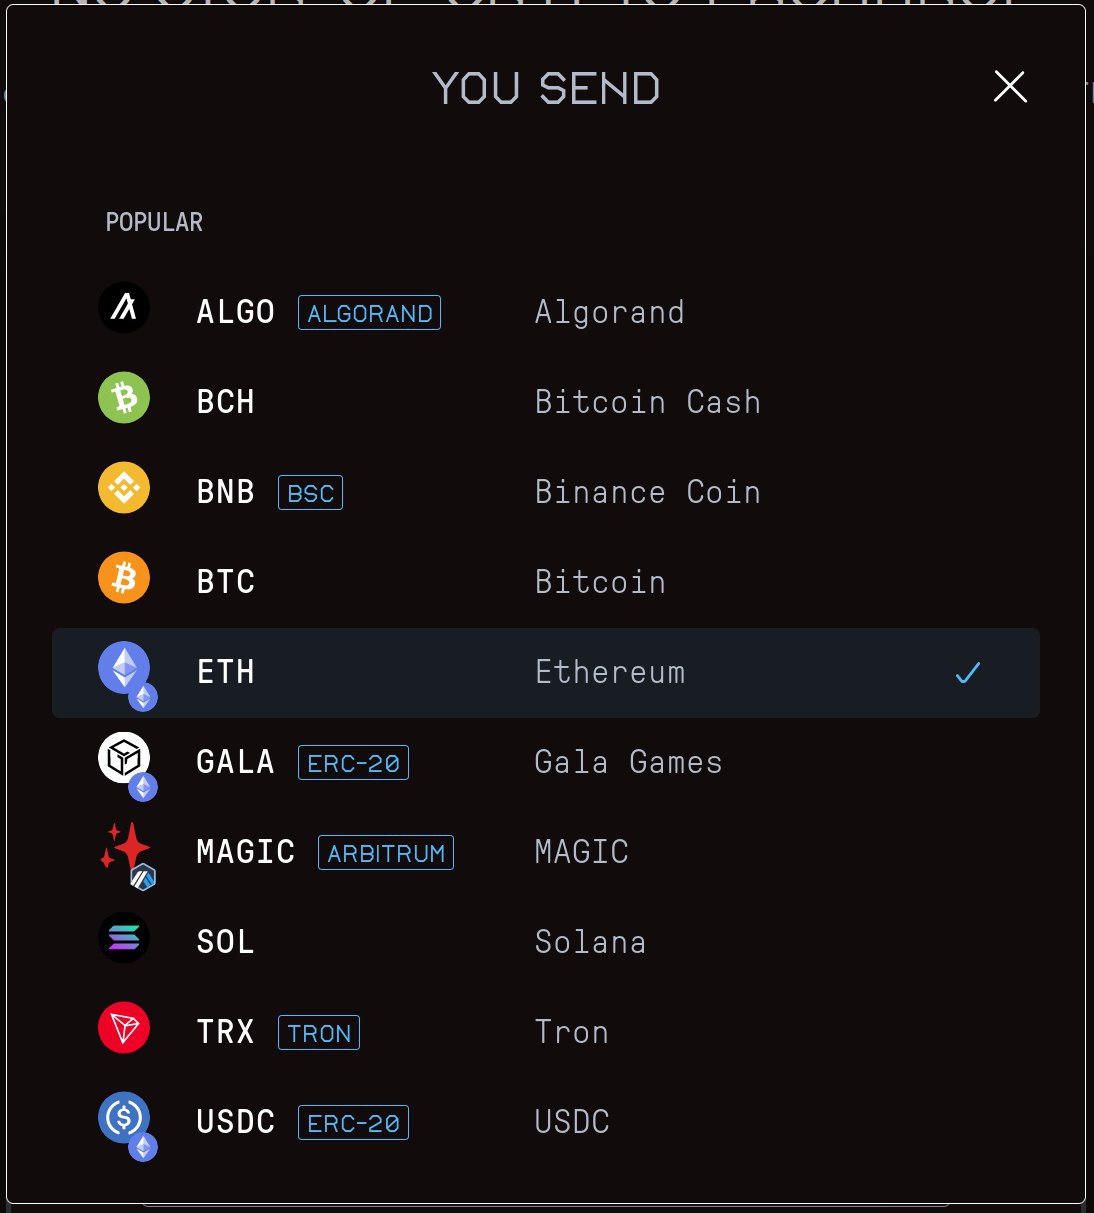 YOU SEND
POPULAR
ALGO ALGORAND Algorand
BCH Bitcoin Cash
BNB BSC Binance Coin
BTC Bitcoin
ETH Ethereum
GALA ERC-20 Gala Games
MAGIC ARBITRUM MAGIC
SOL Solana
TRX TRON Tron
USDC ERC-20 USDC